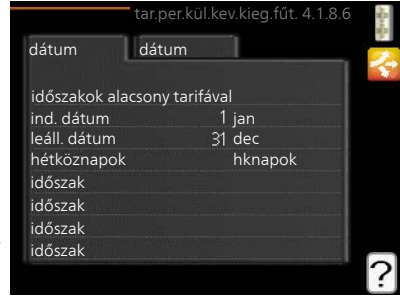 tar.per.kül.kev.kieg.fűt. 4.1.8.6
dátum dátum
időszakok alacsony tarifával
ind. dátum 1 jan
leáll. dátum 31 dec
hétköznapok hknapok
időszak
időszak
időszak
időszak
?